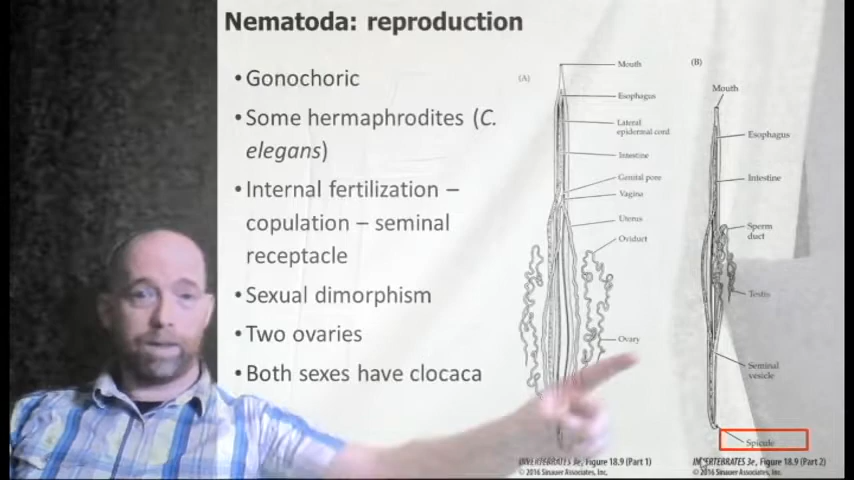 Nematoda: reproduction
• Gonochoric
• Some hermaphrodites (C.
elegans)
• Internal fertilization –
copulation – seminal
receptacle
• Sexual dimorphism
• Two ovaries
• Both sexes have clocaca
(A)
Mouth
Esophagus
Lateral
epidermal cord
Intestine
Genital pore
Vagina
Uterus
Oviduct
Ovary
INVERTEBRATES 3e, Figure 18.9 (Part 1)
© 2016 Sinauer Associates, Inc.
(B)
Mouth
Esophagus
Intestine
Sperm
duct
Testis
Seminal
vesicle
Spicule
INVERTEBRATES 3e, Figure 18.9 (Part 2)
© 2016 Sinauer Associates, Inc.